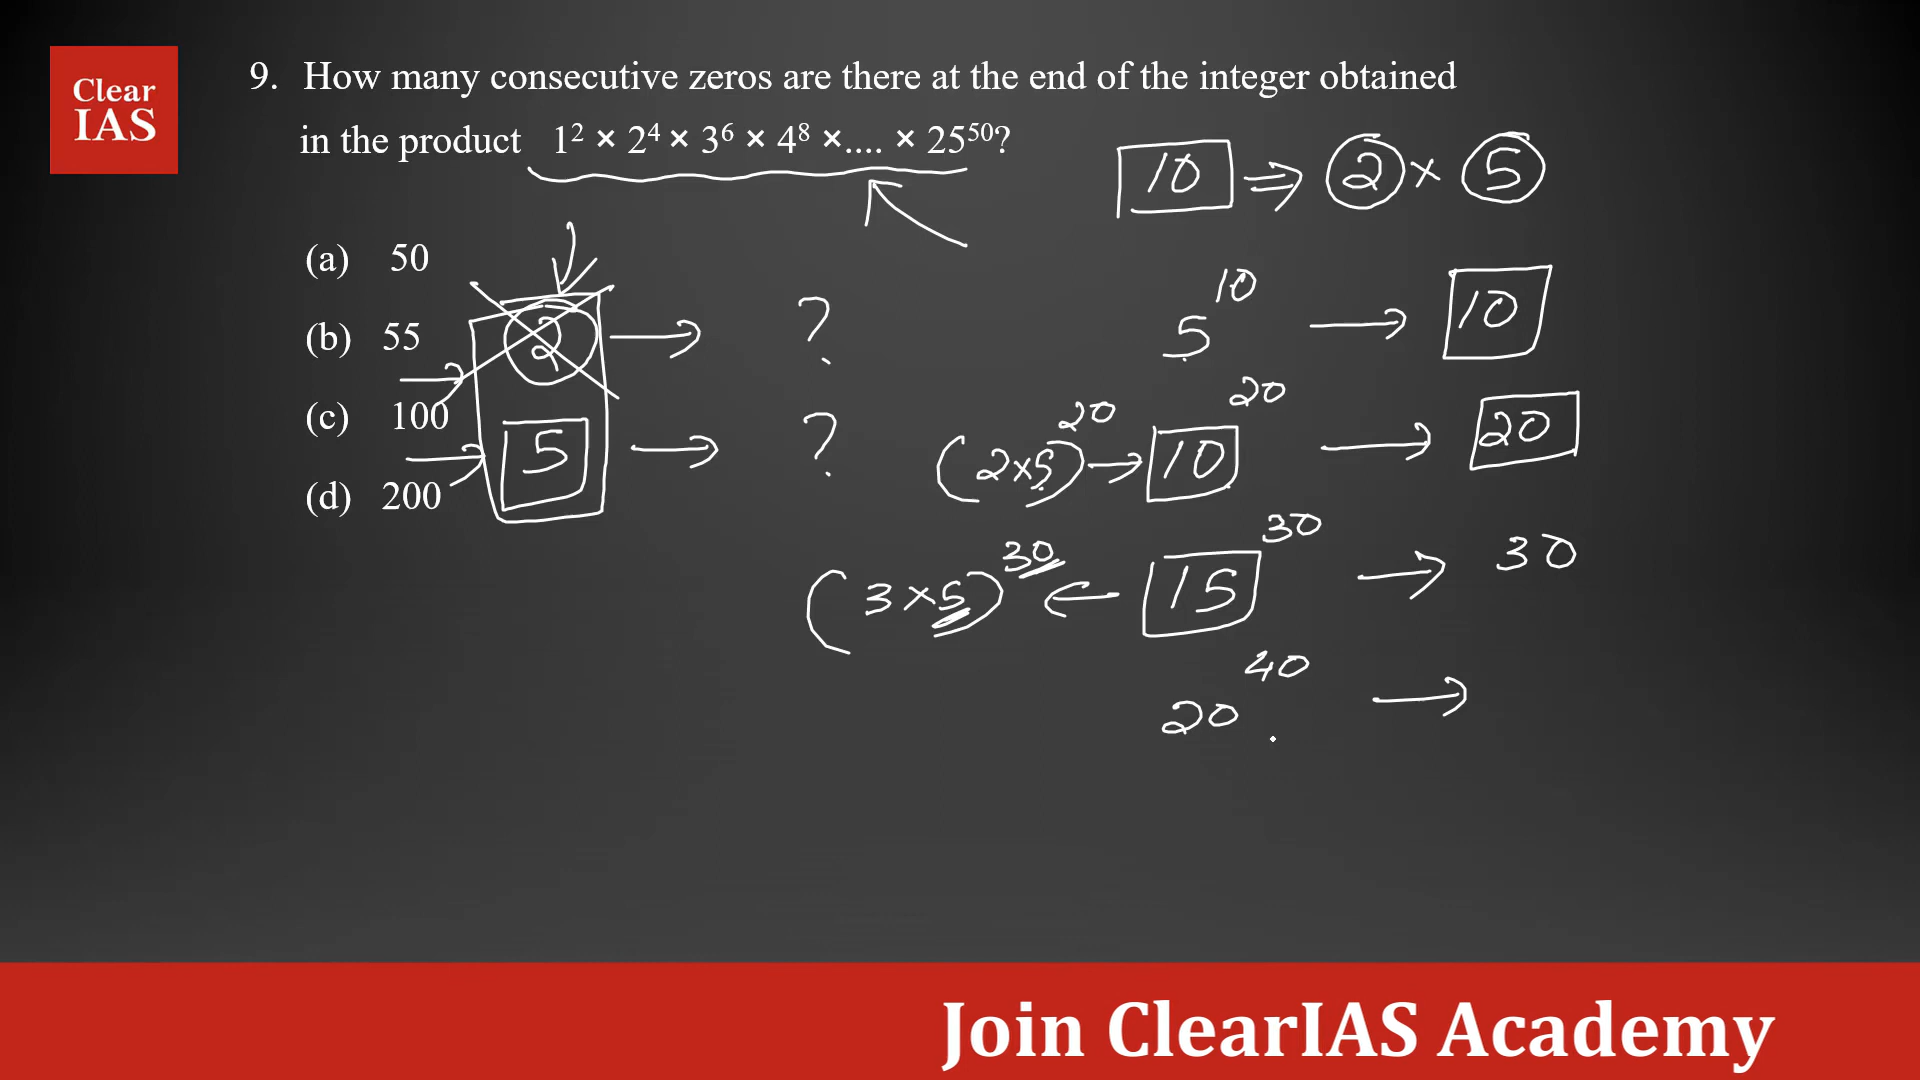 Clear
IAS
9. How many consecutive zeros are there at the end of the integer obtained
in the product 1² × 2⁴ × 3⁶ × 4⁸ ×.... × 25⁵⁰?
10 ⇒ 2 × 5
(a) 50
(b) 55
(c) 100
(d) 200
2 → ?
5 → ?
5¹⁰ → 10
(2×5)²⁰ → 10²⁰ → 20
(3×5)³⁰ ← 15³⁰ → 30
20⁴⁰ →
Join ClearIAS Academy